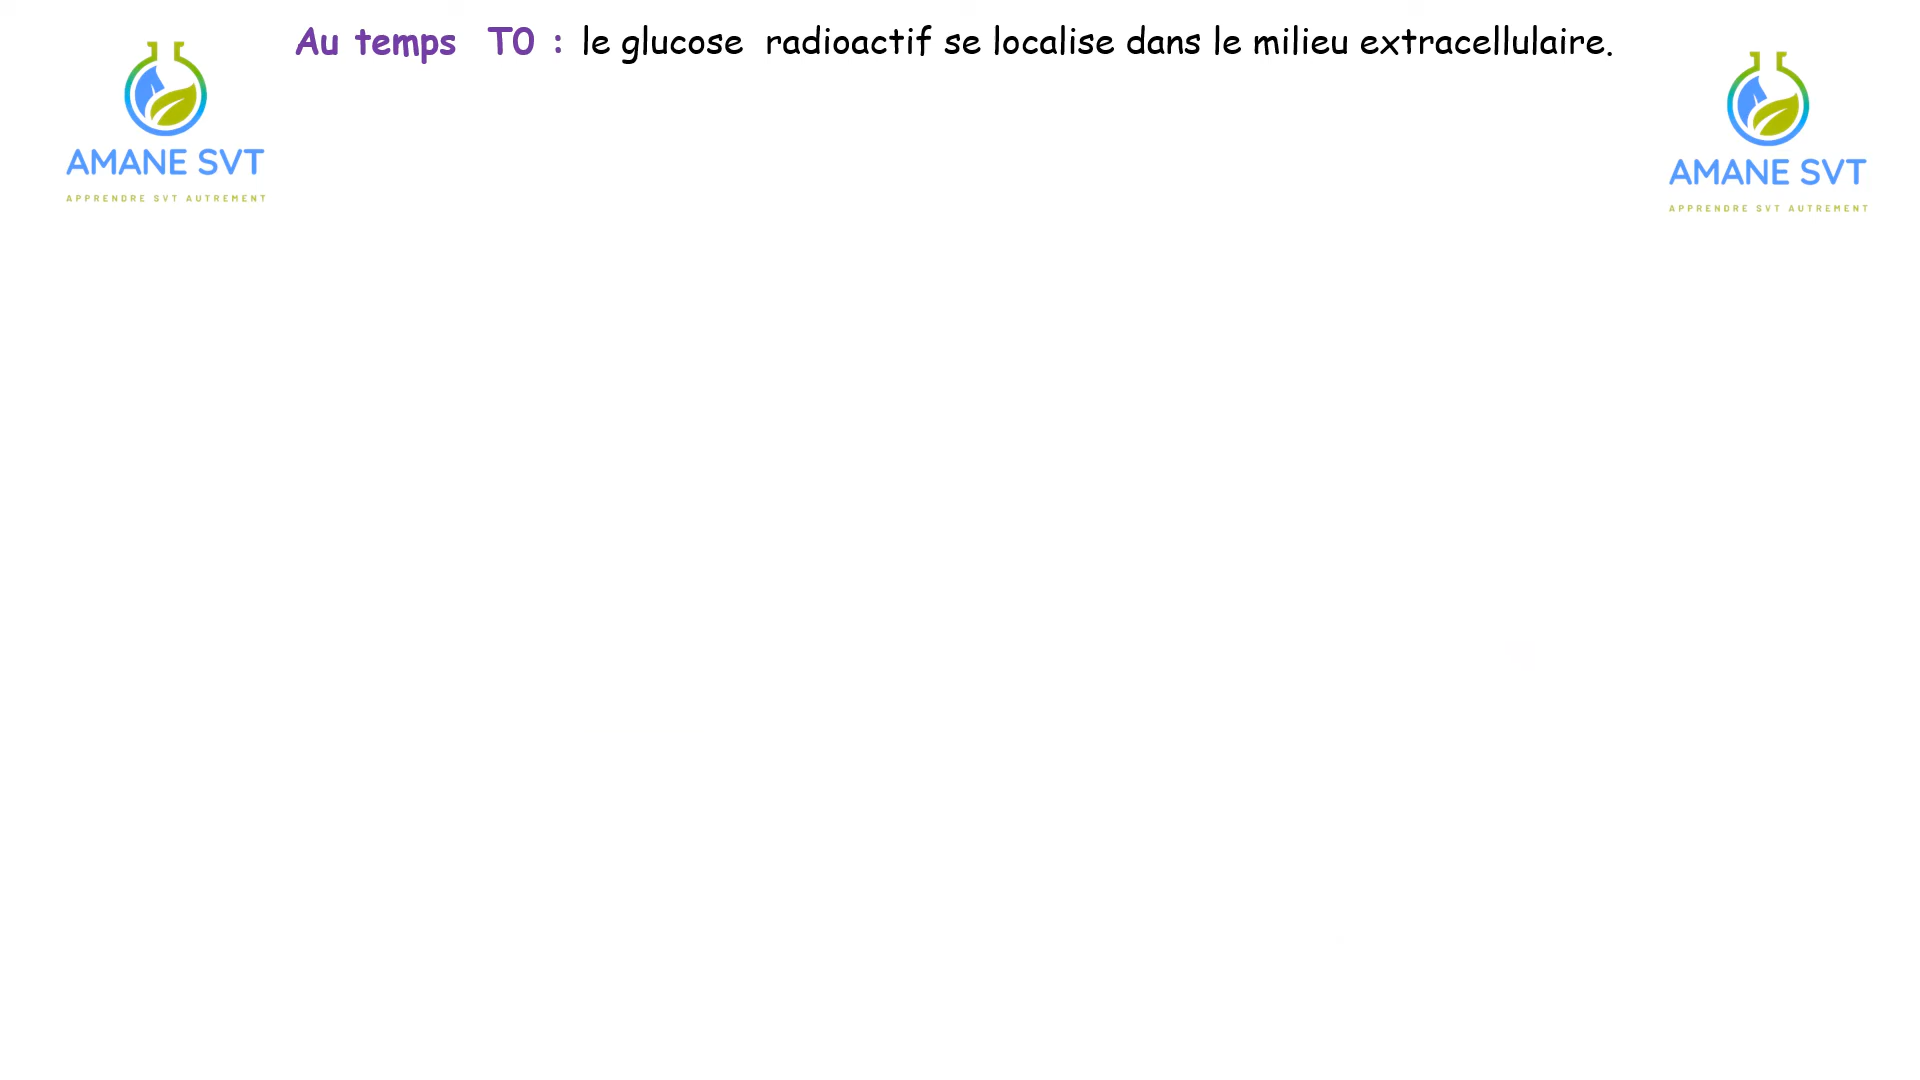 Au temps T0 : le glucose radioactif se localise dans le milieu extracellulaire.
AMANE SVT
APPRENDRE SVT AUTREMENT
AMANE SVT
APPRENDRE SVT AUTREMENT